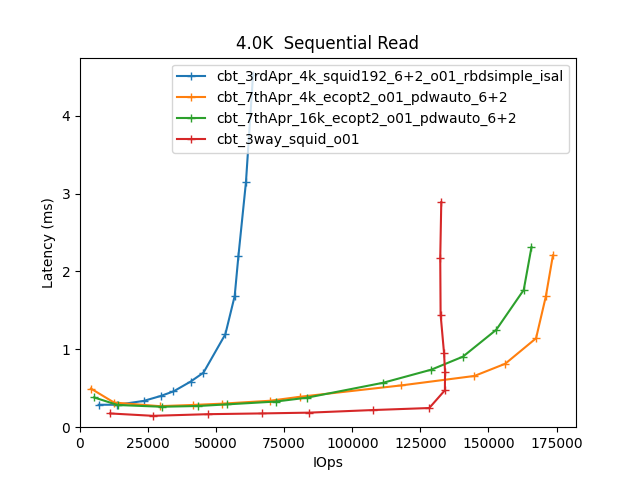 4.0K  Sequential Read
cbt_3rdApr_4k_squid192_6+2_o01_rbdsimple_isal
cbt_7thApr_4k_ecopt2_o01_pdwauto_6+2
cbt_7thApr_16k_ecopt2_o01_pdwauto_6+2
cbt_3way_squid_o01
Latency (ms)
4
3
2
1
0
0 25000 50000 75000 100000 125000 150000 175000
IOps